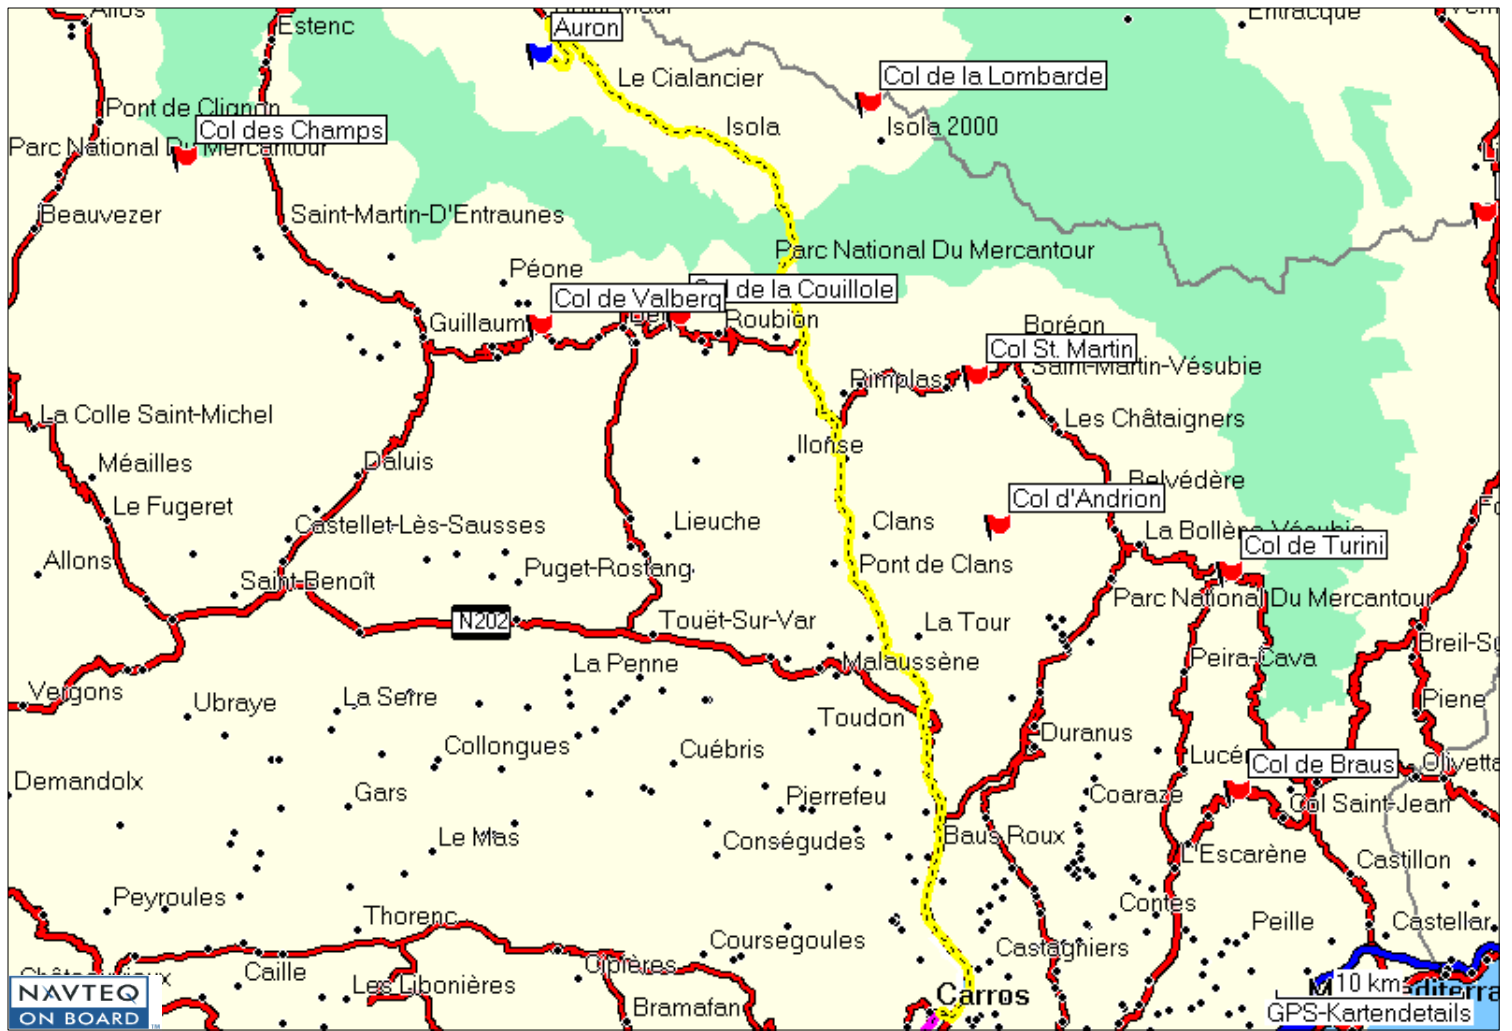 Allos
Estenc
Auron
Entracque
Le Cialancier
Col de la Lombarde
Pont de Clignon
Col des Champs
Isola
Isola 2000
Parc National Du Mercantour
Beauvezer
Saint-Martin-D'Entraunes
Parc National Du Mercantour
Péone
Col de Valberg
Col de la Couillole
Guillaum
Roubion
Boréon
Col St. Martin
Saint-Martin-Vésubie
Rimplas
La Colle Saint-Michel
Les Châtaigners
Ilonse
Méailles
Daluis
Belvédère
Le Fugeret
Col d'Andrion
Castellet-Lès-Sausses
Lieuche
Clans
La Bollène-Vésubie
Col de Turini
Allons
Saint-Benoît
Puget-Rostang
Pont de Clans
Parc National Du Mercantour
N202
Touët-Sur-Var
La Tour
Breil-Su
La Penne
Malaussène
Peira-Cava
Vergons
Ubraye
La Serre
Piene
Toudon
Collongues
Cuébris
Duranus
Lucér
Col de Braus
Olivetta
Demandolx
Gars
Pierrefeu
Coaraze
Col Saint-Jean
Le Mas
Conségudes
Baus Roux
L'Escarène
Castillon
Peyroules
Thorenc
Contes
Peille
Castellar
Coursegoules
Castagniers
Caille
Cipières
Les Libonières
Carros
Bramafan
10 km
GPS-Kartendetails
NAVTEQ
ON BOARD